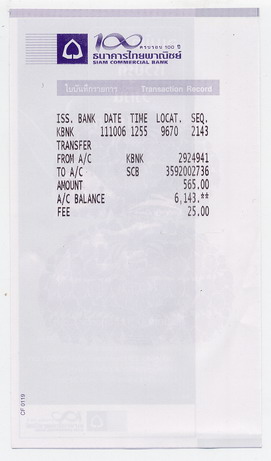 100 ครบรอบ 100 ปี
ธนาคารไทยพาณิชย์
SIAM COMMERCIAL BANK
ใบบันทึกรายการ Transaction Record
ISS. BANK DATE TIME LOCAT. SEQ.
KBNK 111006 1255 9670 2143
TRANSFER
FROM A/C KBNK 2924941
TO A/C SCB 3592002736
AMOUNT 565.00
A/C BALANCE 6,143.**
FEE 25.00
CF 0119